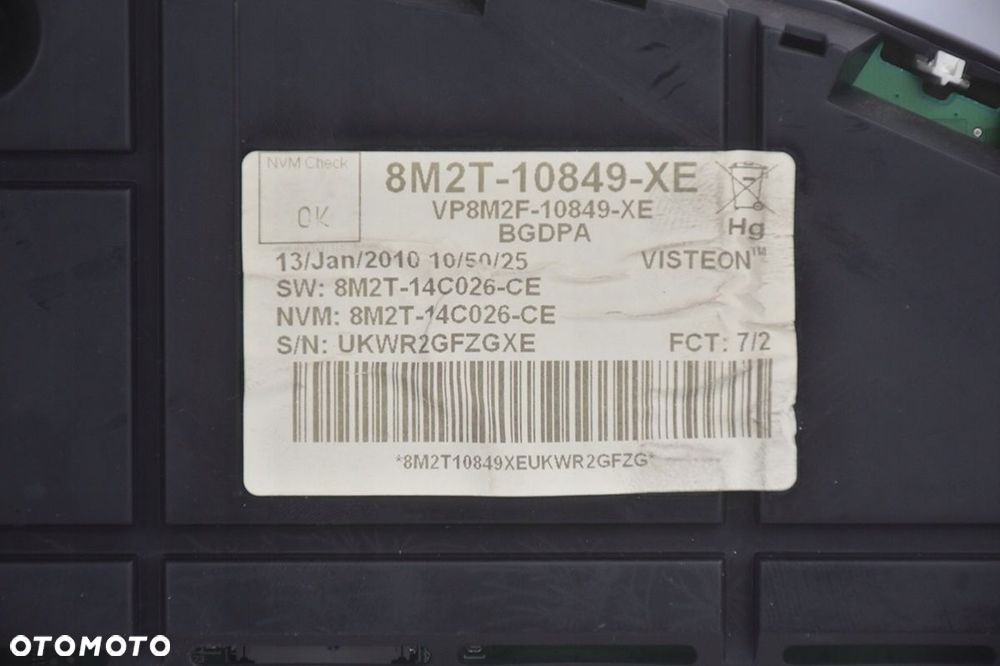 NVM Check
OK
8M2T-10849-XE
VP8M2F-10849-XE
BGDPA
Hg
13/Jan/2010 10/50/25
VISTEON™
SW: 8M2T-14C026-CE
NVM: 8M2T-14C026-CE
S/N: UKWR2GFZGXE
FCT: 7/2
*8M2T10849XEUKWR2GFZG*
OTOMOTO